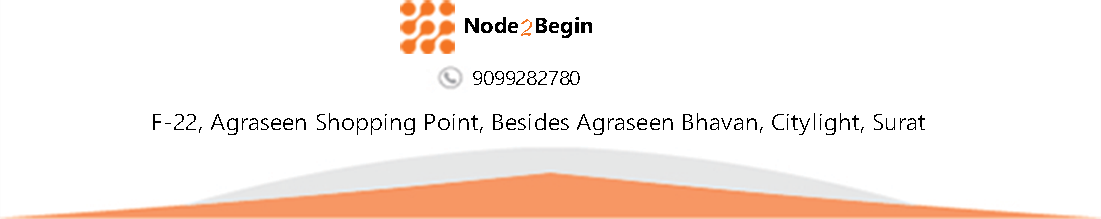 Node2Begin
9099282780
F-22, Agraseen Shopping Point, Besides Agraseen Bhavan, Citylight, Surat